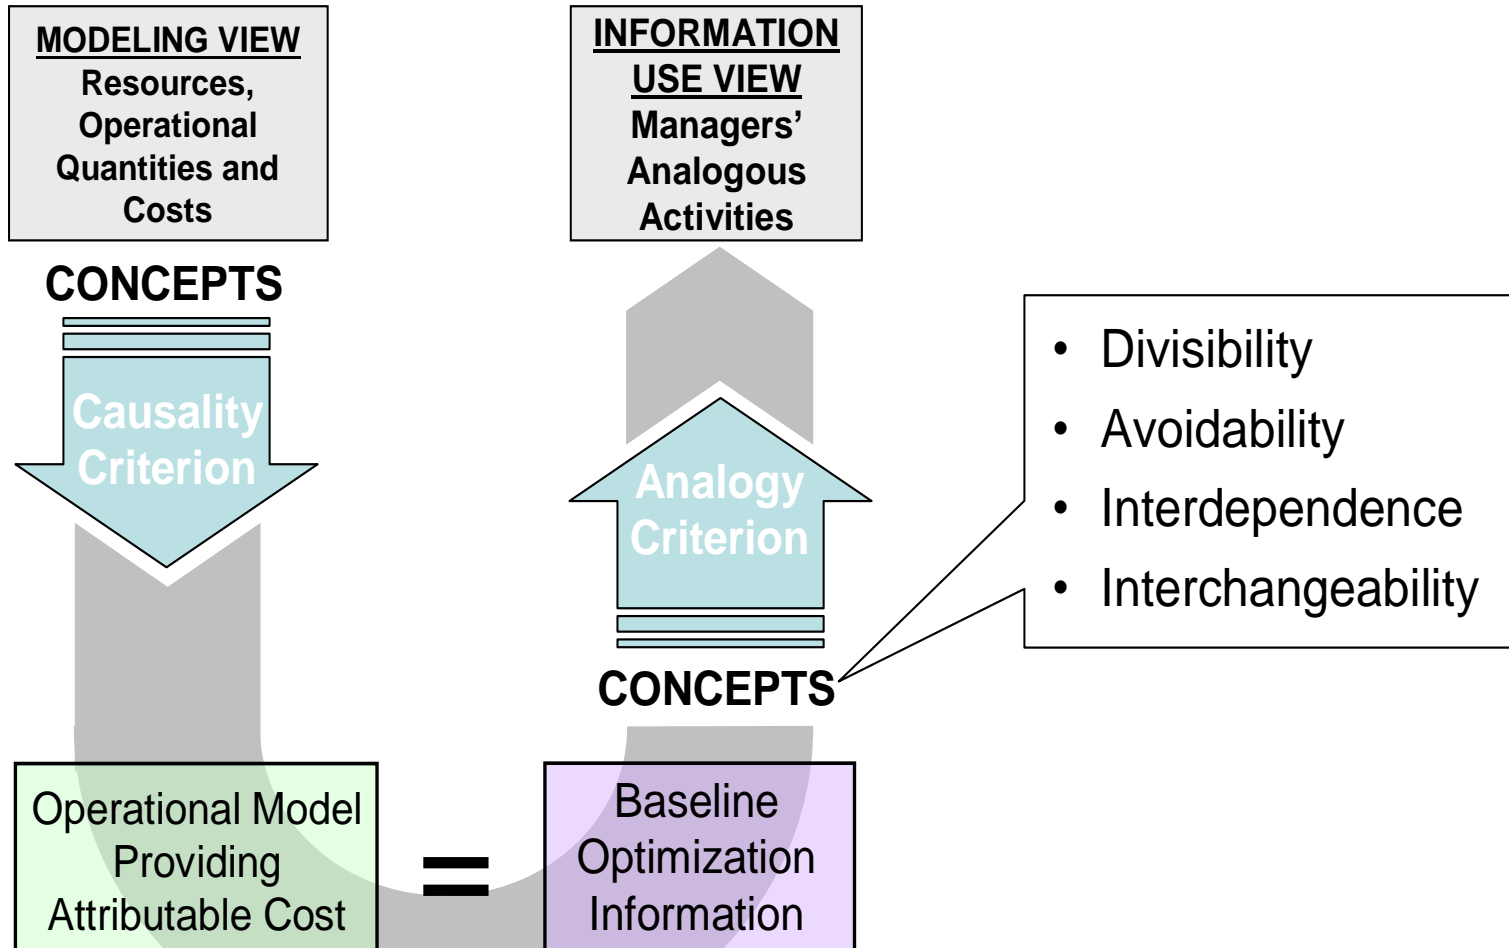 MODELING VIEW
Resources,
Operational
Quantities and
Costs
INFORMATION
USE VIEW
Managers’
Analogous
Activities
CONCEPTS
Causality
Criterion
Analogy
Criterion
CONCEPTS
• Divisibility
• Avoidability
• Interdependence
• Interchangeability
Operational Model
Providing
Attributable Cost
=
Baseline
Optimization
Information